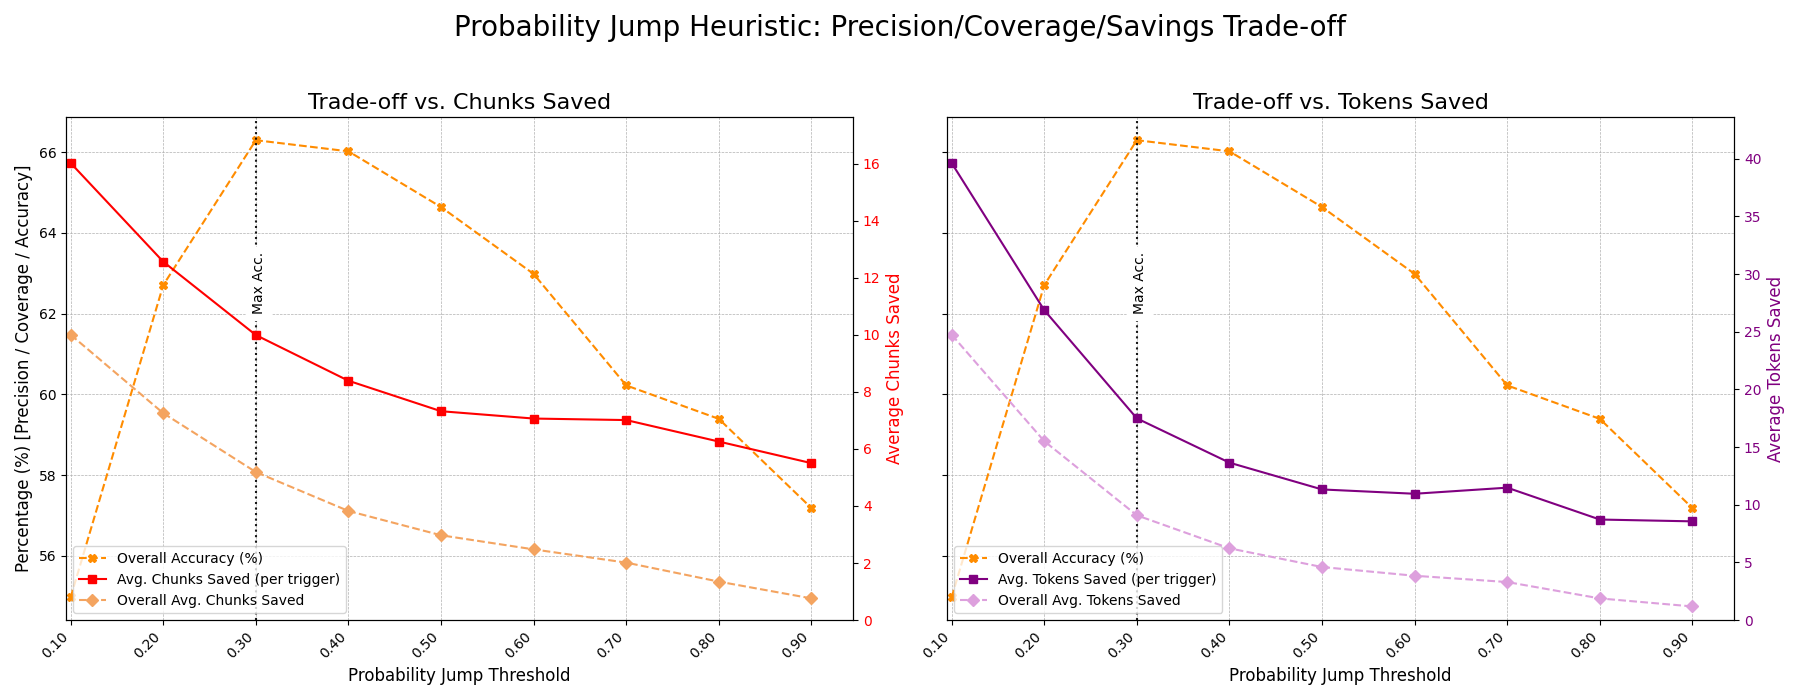 Probability Jump Heuristic: Precision/Coverage/Savings Trade-off
Trade-off vs. Chunks Saved
Percentage (%) [Precision / Coverage / Accuracy]
66
64
62
60
58
56
Max Acc.
Overall Accuracy (%)
Avg. Chunks Saved (per trigger)
Overall Avg. Chunks Saved
16
14
12
10
8
6
4
2
0
Average Chunks Saved
0.10 0.20 0.30 0.40 0.50 0.60 0.70 0.80 0.90
Probability Jump Threshold
Trade-off vs. Tokens Saved
Max Acc.
Overall Accuracy (%)
Avg. Tokens Saved (per trigger)
Overall Avg. Tokens Saved
40
35
30
25
20
15
10
5
0
Average Tokens Saved
0.10 0.20 0.30 0.40 0.50 0.60 0.70 0.80 0.90
Probability Jump Threshold